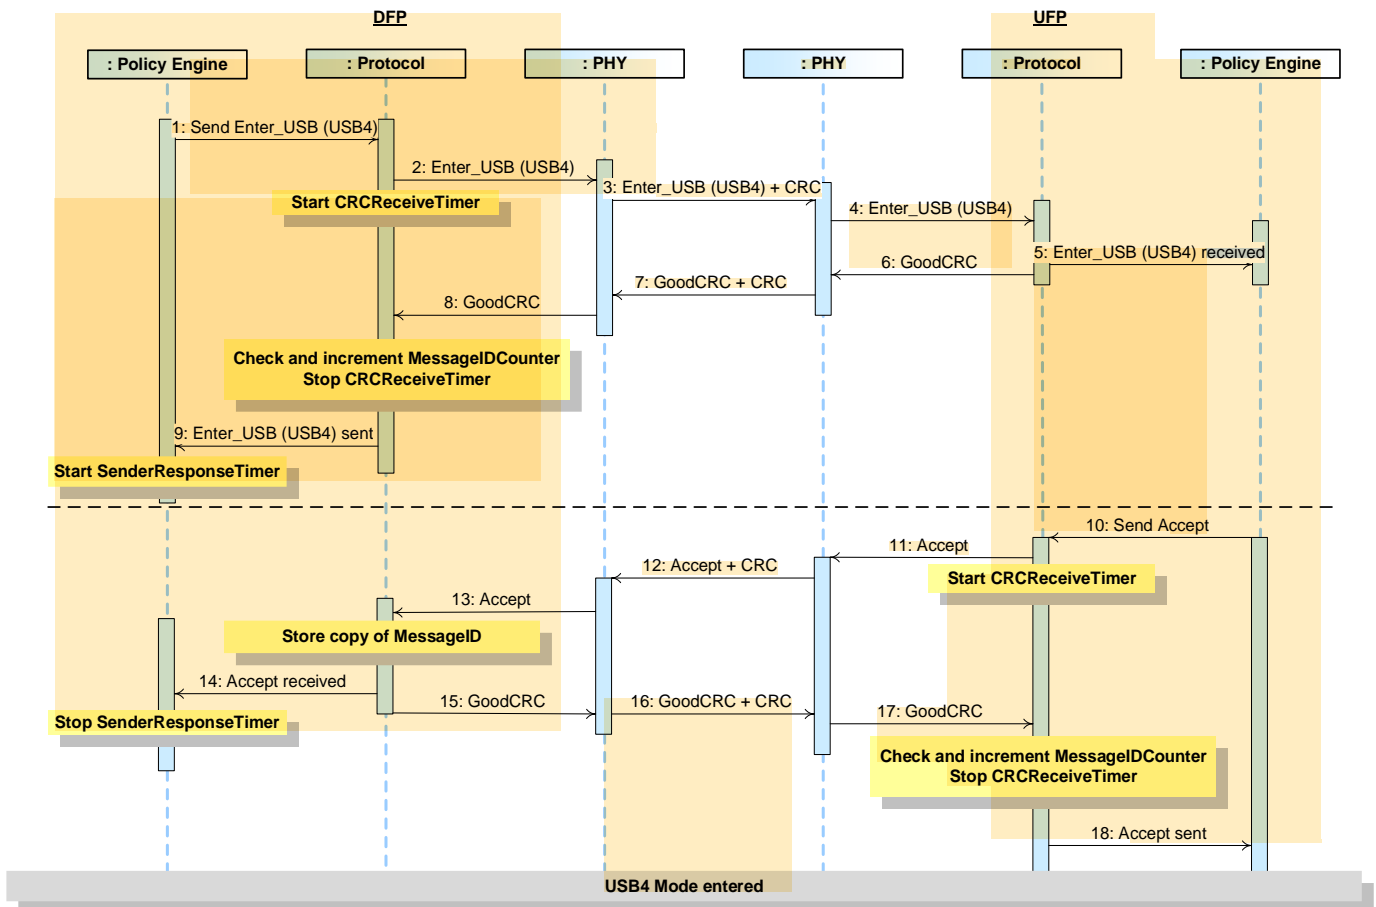 DFP
UFP
: Policy Engine
: Protocol
: PHY
: PHY
: Protocol
: Policy Engine
1: Send Enter_USB (USB4)
2: Enter_USB (USB4)
Start CRCReceiveTimer
3: Enter_USB (USB4) + CRC
4: Enter_USB (USB4)
5: Enter_USB (USB4) received
6: GoodCRC
7: GoodCRC + CRC
8: GoodCRC
Check and increment MessageIDCounter
Stop CRCReceiveTimer
9: Enter_USB (USB4) sent
Start SenderResponseTimer
10: Send Accept
11: Accept
Start CRCReceiveTimer
12: Accept + CRC
13: Accept
Store copy of MessageID
14: Accept received
15: GoodCRC
16: GoodCRC + CRC
17: GoodCRC
Stop SenderResponseTimer
Check and increment MessageIDCounter
Stop CRCReceiveTimer
18: Accept sent
USB4 Mode entered